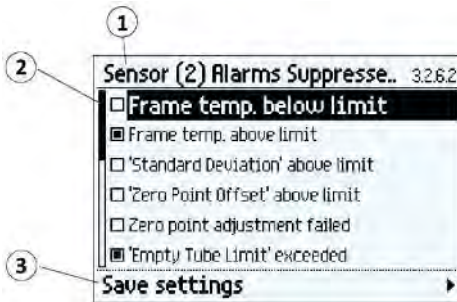 1
2
Sensor (2) Alarms Suppresse.. 3.2.6.2
Frame temp. below limit
Frame temp. above limit
'Standard Deviation' above limit
'Zero Point Offset' above limit
Zero point adjustment failed
'Empty Tube Limit' exceeded
3
Save settings